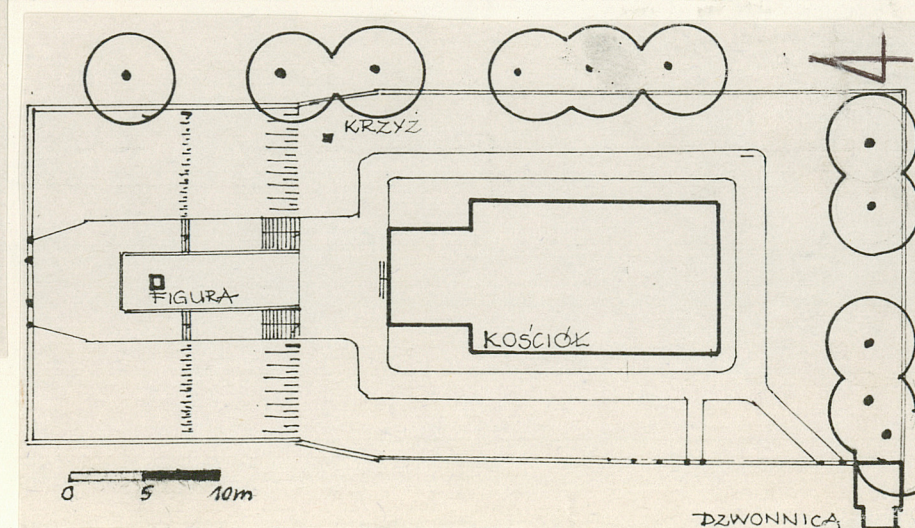 4
KRZYŻ
FIGURA
KOŚCIÓŁ
0 5 10m
DZWONNICA